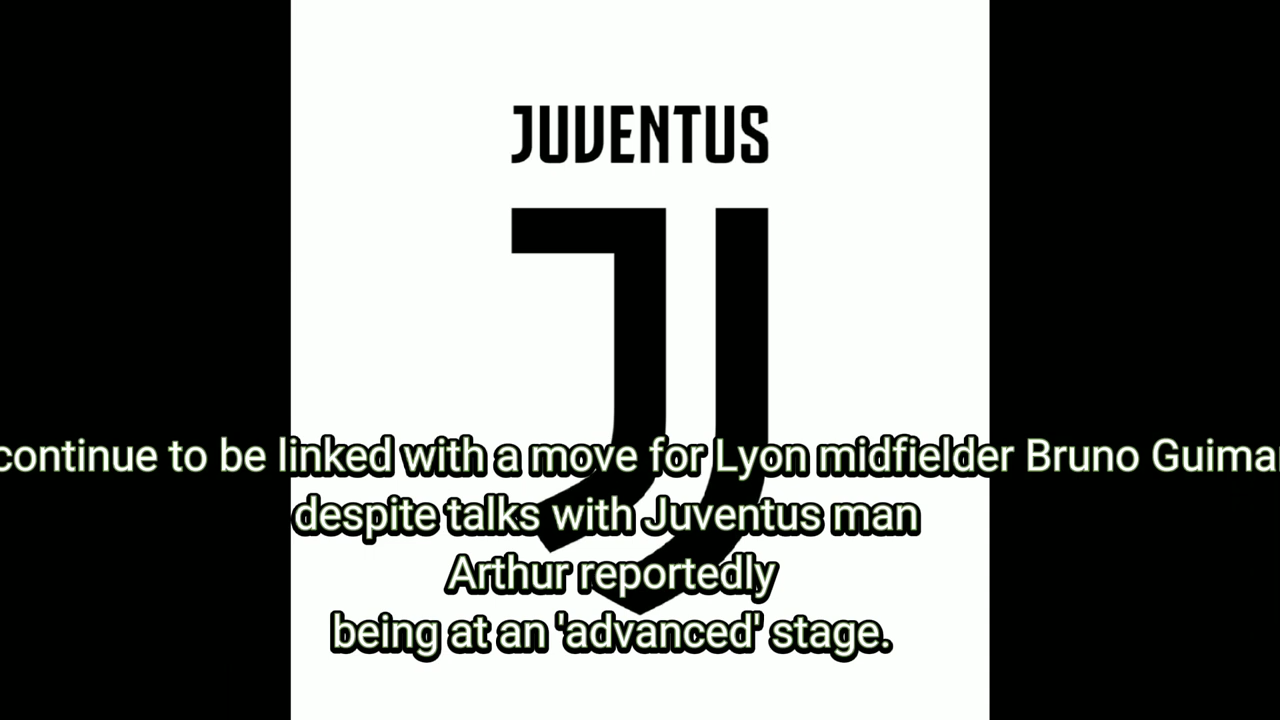 JUVENTUS
continue to be linked with a move for Lyon midfielder Bruno
despite talks with Juventus man
Arthur reportedly
being at an 'advanced' stage.